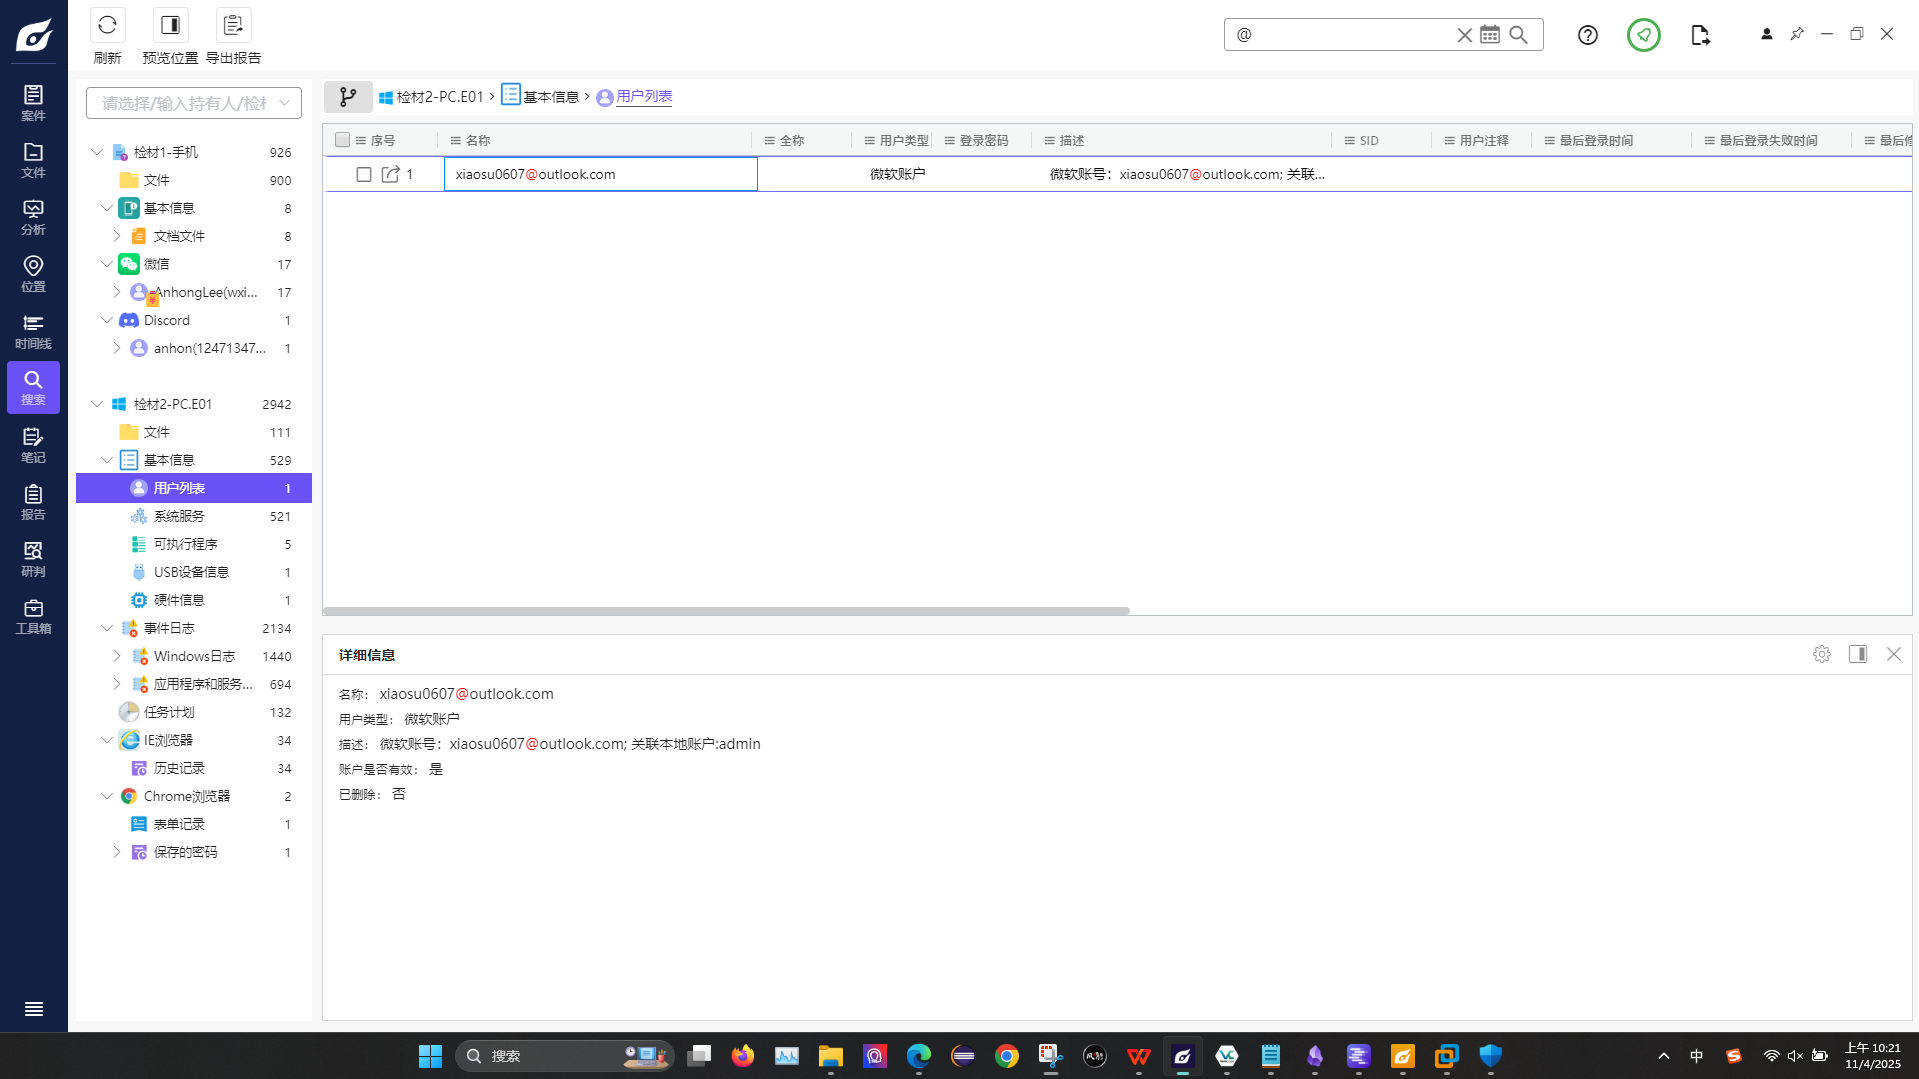 刷新
预览位置
导出报告
@
案件
文件
分析
位置
时间线
搜索
笔记
报告
研判
工具箱
请选择/输入持有人/检材
检材1-手机 926
文件 900
基本信息 8
文档文件 8
微信 17
AnhongLee(wxi... 17
Discord 1
anhon(12471347... 1
检材2-PC.E01 2942
文件 111
基本信息 529
用户列表 1
系统服务 521
可执行程序 5
USB设备信息 1
硬件信息 1
事件日志 2134
Windows日志 1440
应用程序和服务... 694
任务计划 132
IE浏览器 34
历史记录 34
Chrome浏览器 2
表单记录 1
保存的密码 1
检材2-PC.E01 › 基本信息 › 用户列表
序号 名称 全称 用户类型 登录密码 描述 SID 用户注释 最后登录时间 最后登录失败时间 最后修
1 xiaosu0607@outlook.com 微软账户 微软账号：xiaosu0607@outlook.com; 关联...
详细信息
名称： xiaosu0607@outlook.com
用户类型： 微软账户
描述： 微软账号：xiaosu0607@outlook.com; 关联本地账户:admin
账户是否有效： 是
已删除： 否
搜索
中
上午 10:21
11/4/2025